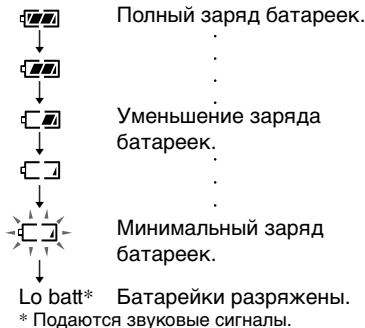 Полный заряд батареек.
.
.
.
Уменьшение заряда
батареек.
.
.
.
Минимальный заряд
батареек.
Lo batt* Батарейки разряжены.
* Подаются звуковые сигналы.